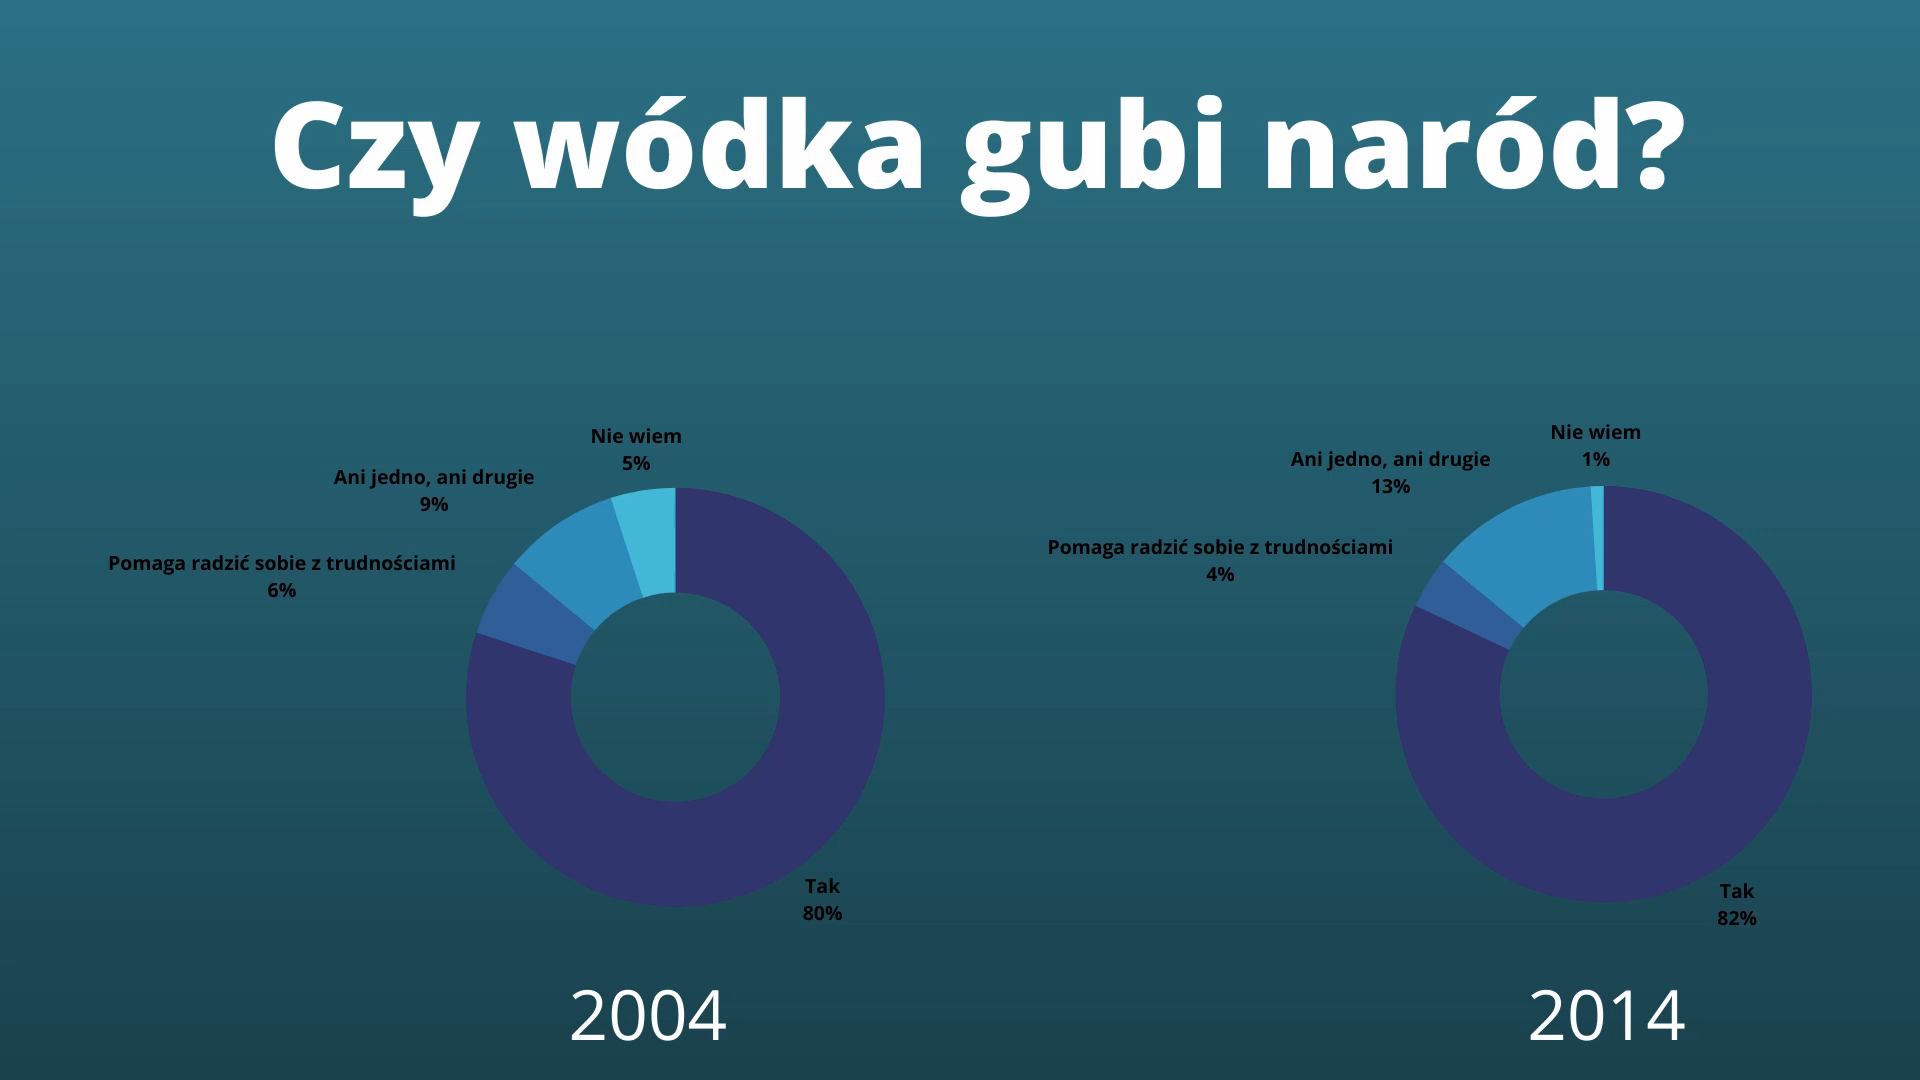 Czy wódka gubi naród?
Nie wiem
5%
Ani jedno, ani drugie
9%
Pomaga radzić sobie z trudnościami
6%
Tak
80%
2004
Nie wiem
1%
Ani jedno, ani drugie
13%
Pomaga radzić sobie z trudnościami
4%
Tak
82%
2014